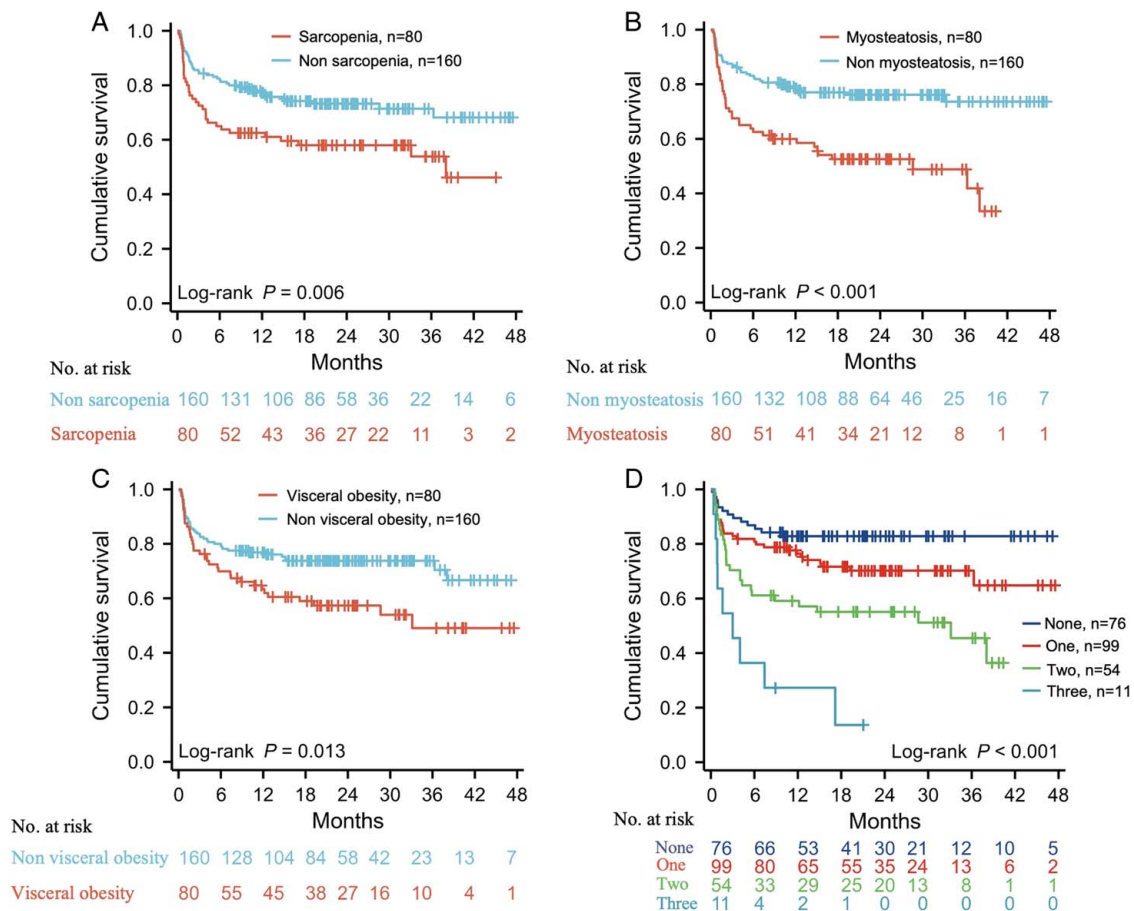 A
Sarcopenia, n=80
Non sarcopenia, n=160
Cumulative survival
1.0
0.8
0.6
0.4
0.2
0.0
Log-rank P = 0.006
0 6 12 18 24 30 36 42 48
Months
No. at risk
Non sarcopenia 160 131 106 86 58 36 22 14 6
Sarcopenia 80 52 43 36 27 22 11 3 2
B
Myosteatosis, n=80
Non myosteatosis, n=160
Cumulative survival
1.0
0.8
0.6
0.4
0.2
0.0
Log-rank P < 0.001
0 6 12 18 24 30 36 42 48
Months
No. at risk
Non myosteatosis 160 132 108 88 64 46 25 16 7
Myosteatosis 80 51 41 34 21 12 8 1 1
C
Visceral obesity, n=80
Non visceral obesity, n=160
Cumulative survival
1.0
0.8
0.6
0.4
0.2
0.0
Log-rank P = 0.013
0 6 12 18 24 30 36 42 48
Months
No. at risk
Non visceral obesity 160 128 104 84 58 42 23 13 7
Visceral obesity 80 55 45 38 27 16 10 4 1
D
None, n=76
One, n=99
Two, n=54
Three, n=11
Cumulative survival
1.0
0.8
0.6
0.4
0.2
0.0
Log-rank P < 0.001
0 6 12 18 24 30 36 42 48
Months
No. at risk
None 76 66 53 41 30 21 12 10 5
One 99 80 65 55 35 24 13 6 2
Two 54 33 29 25 20 13 8 1 1
Three 11 4 2 1 0 0 0 0 0